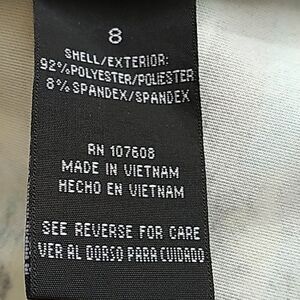 8
SHELL/EXTERIOR:
92%POLYESTER/POLIESTER
8% SPANDEX/SPANDEX
RN 107608
MADE IN VIETNAM
HECHO EN VIETNAM
SEE REVERSE FOR CARE
VER AL DORSO PARA CUIDADO